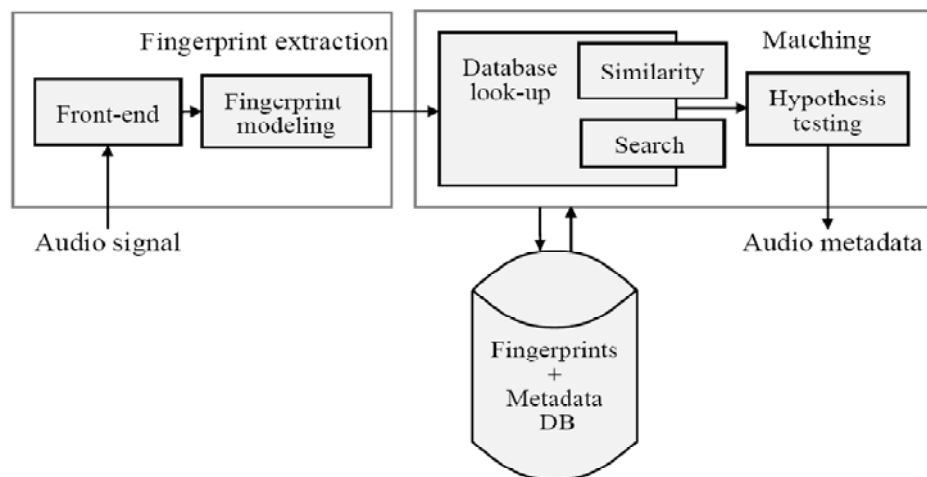 Fingerprint extraction
Front-end
Fingerprint
modeling
Audio signal
Matching
Database
look-up
Similarity
Search
Hypothesis
testing
Audio metadata
Fingerprints
+
Metadata
DB